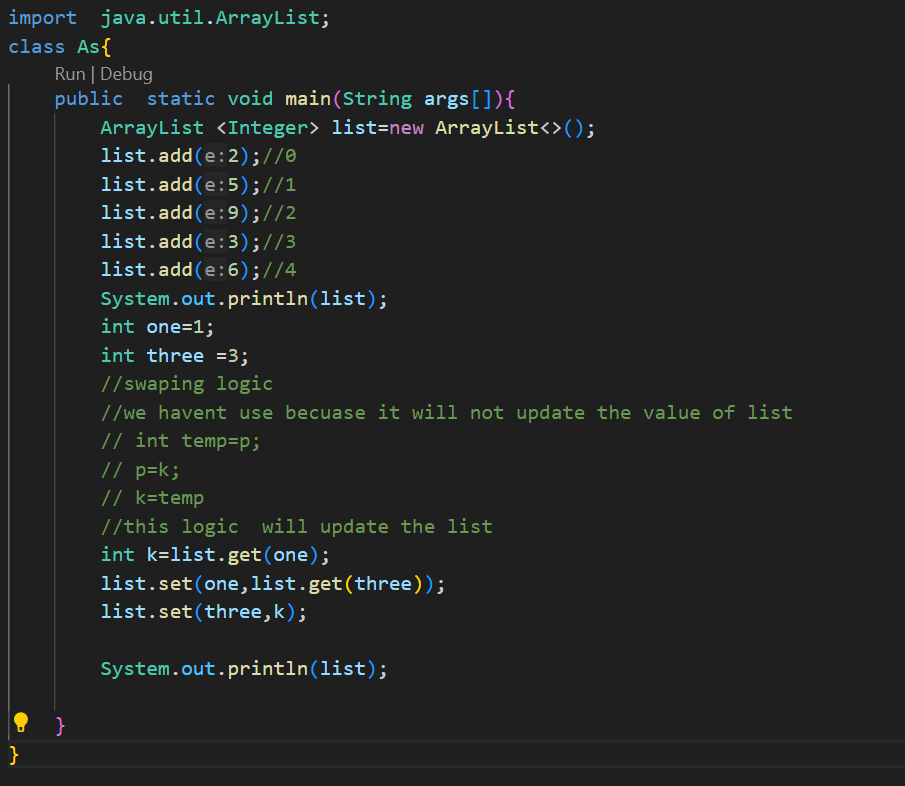 import  java.util.ArrayList;
class As{
Run | Debug
public  static void main(String args[]){
ArrayList <Integer> list=new ArrayList<>();
list.add(e:2);//0
list.add(e:5);//1
list.add(e:9);//2
list.add(e:3);//3
list.add(e:6);//4
System.out.println(list);
int one=1;
int three =3;
//swaping logic
//we havent use becuase it will not update the value of list
// int temp=p;
// p=k;
// k=temp
//this logic  will update the list
int k=list.get(one);
list.set(one,list.get(three));
list.set(three,k);
System.out.println(list);
}
}